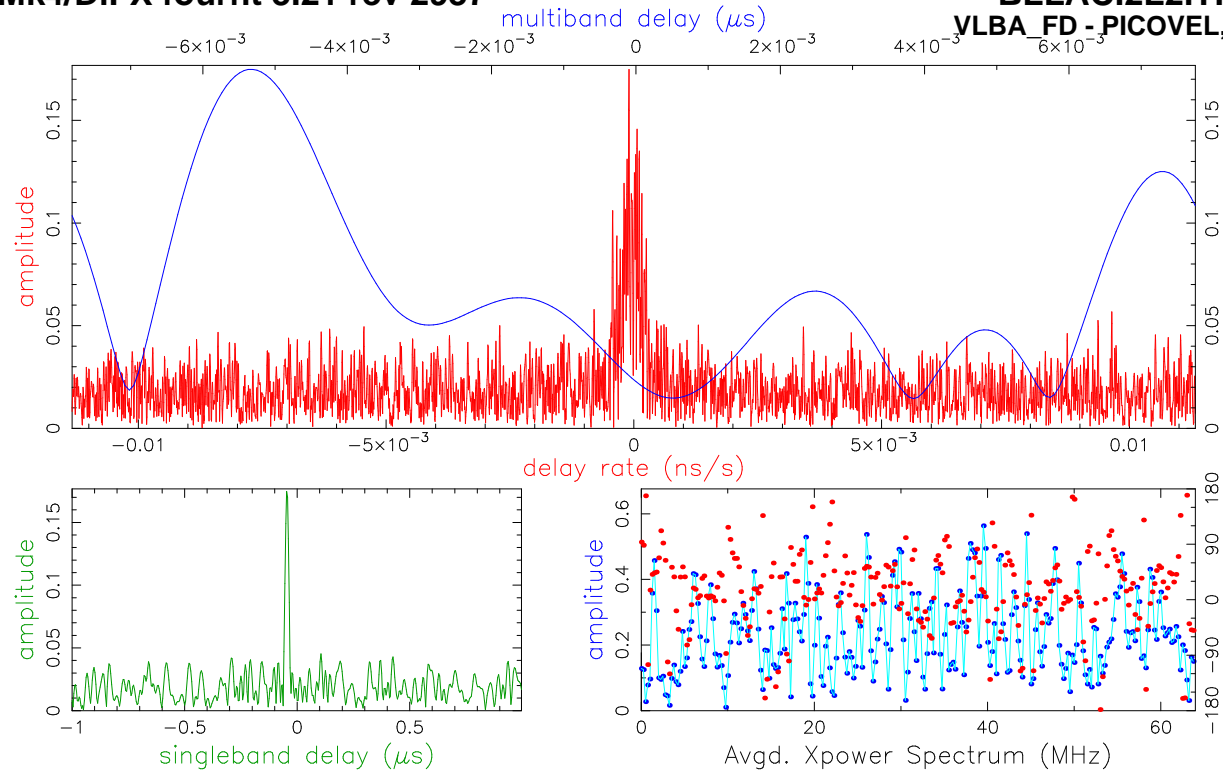 multiband delay (μs)
VLBA_FD - PICOVEL,
−6×10⁻³ −4×10⁻³ −2×10⁻³ 0 2×10⁻³ 4×10⁻³ 6×10⁻³
amplitude
0 0.05 0.1 0.15
0 0.05 0.1 0.15
−0.01 −5×10⁻³ 0 5×10⁻³ 0.01
delay rate (ns/s)
amplitude
0 0.05 0.1 0.15
−1 −0.5 0 0.5
singleband delay (μs)
amplitude
0 0.2 0.4 0.6
−180 −90 0 90 180
0 20 40 60
Avgd. Xpower Spectrum (MHz)